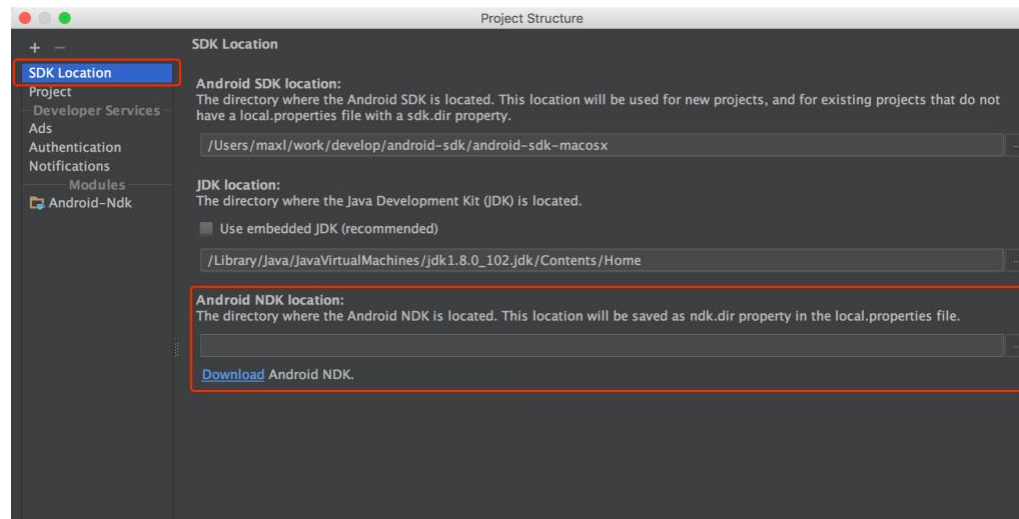 Project Structure
+ −
SDK Location
Project
Developer Services
Ads
Authentication
Notifications
Modules
Android-Ndk
SDK Location
Android SDK location:
The directory where the Android SDK is located. This location will be used for new projects, and for existing projects that do not
have a local.properties file with a sdk.dir property.
/Users/maxl/work/develop/android-sdk/android-sdk-macosx
JDK location:
The directory where the Java Development Kit (JDK) is located.
Use embedded JDK (recommended)
/Library/Java/JavaVirtualMachines/jdk1.8.0_102.jdk/Contents/Home
Android NDK location:
The directory where the Android NDK is located. This location will be saved as ndk.dir property in the local.properties file.
Download Android NDK.